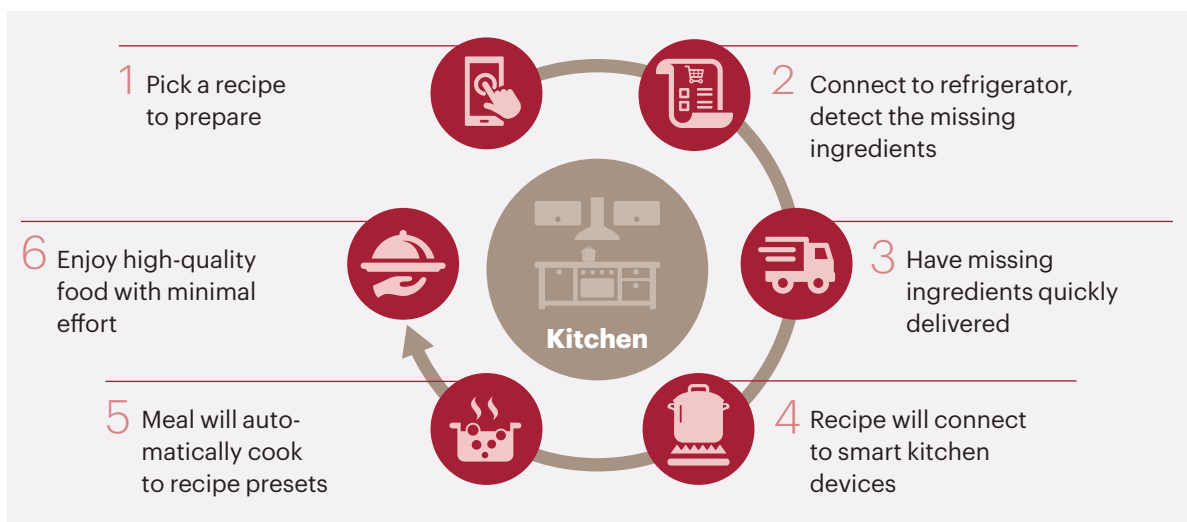 1 Pick a recipe
to prepare
2 Connect to refrigerator,
detect the missing
ingredients
3 Have missing
ingredients quickly
delivered
4 Recipe will connect
to smart kitchen
devices
5 Meal will auto-
matically cook
to recipe presets
6 Enjoy high-quality
food with minimal
effort
Kitchen